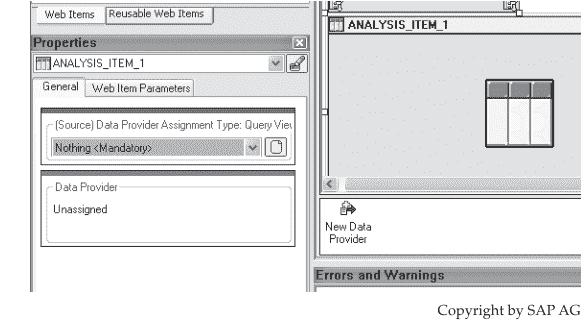 Web Items
Reusable Web Items
Properties
ANALYSIS_ITEM_1
General
Web Item Parameters
(Source) Data Provider Assignment Type: Query View
Nothing <Mandatory>
Data Provider
Unassigned
ANALYSIS_ITEM_1
New Data
Provider
Errors and Warnings
Copyright by SAP AG